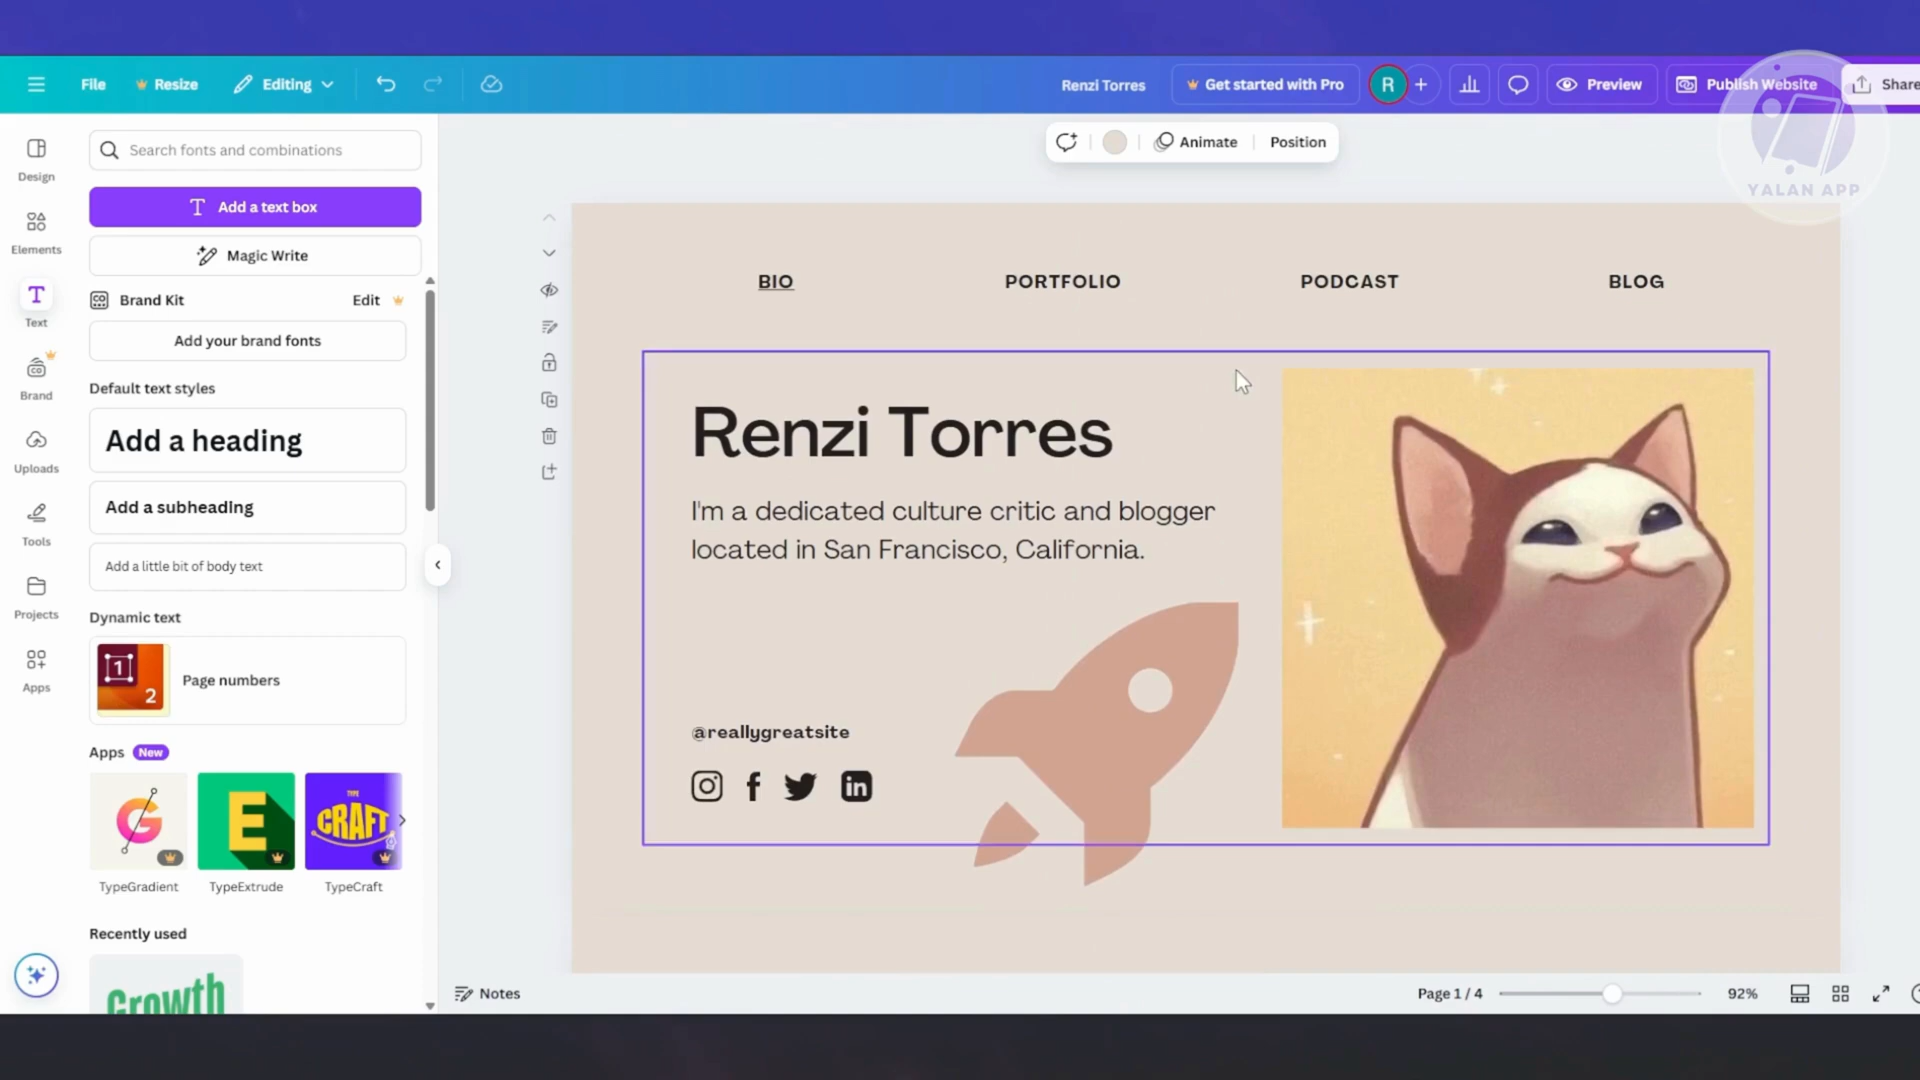 File
Resize
Editing
Renzi Torres
Get started with Pro
R
Preview
Publish Website
Share
YALAN APP
Design
Elements
Text
Brand
Uploads
Tools
Projects
Apps
Search fonts and combinations
Add a text box
Magic Write
Brand Kit
Edit
Add your brand fonts
Default text styles
Add a heading
Add a subheading
Add a little bit of body text
Dynamic text
1
2
Page numbers
Apps New
G
E
TYPE
CRAFT
TypeGradient
TypeExtrude
TypeCraft
Recently used
Growth
Animate
Position
BIO
PORTFOLIO
PODCAST
BLOG
Renzi Torres
I'm a dedicated culture critic and blogger
located in San Francisco, California.
@reallygreatsite
Notes
Page 1 / 4
92%